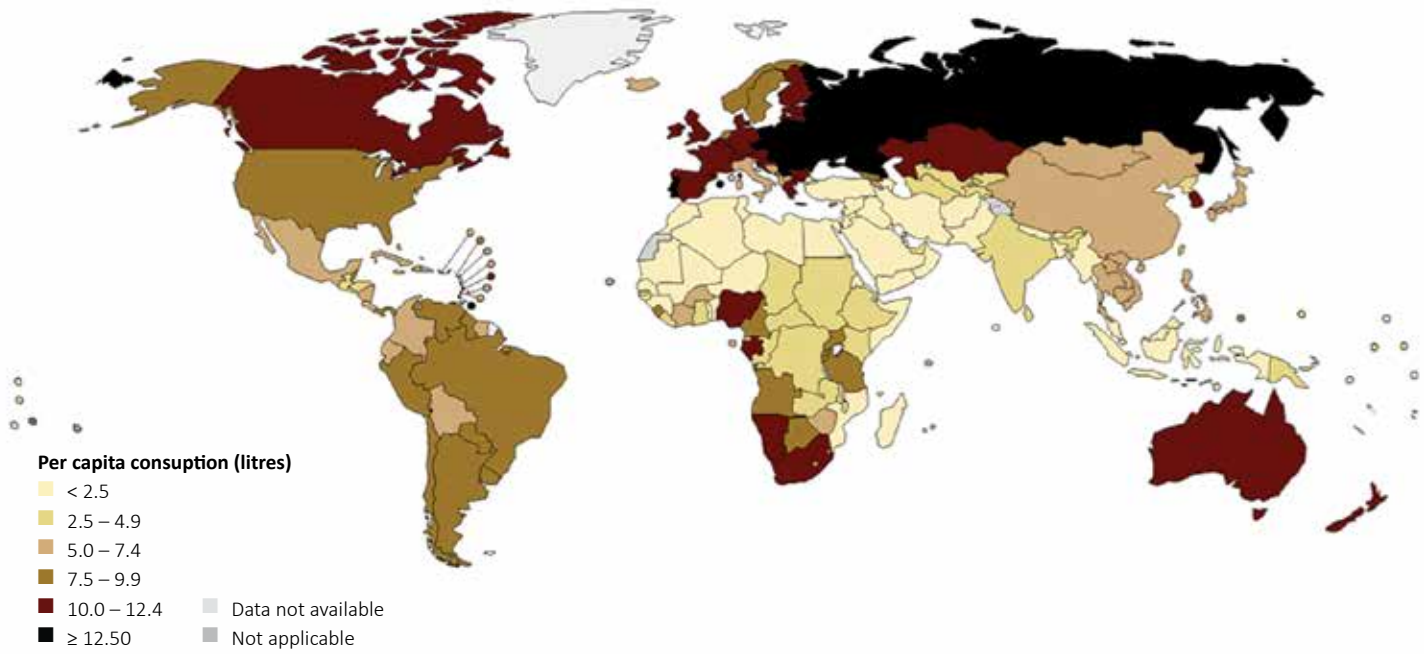 Per capita consuption (litres)
< 2.5
2.5 – 4.9
5.0 – 7.4
7.5 – 9.9
10.0 – 12.4
≥ 12.50
Data not available
Not applicable